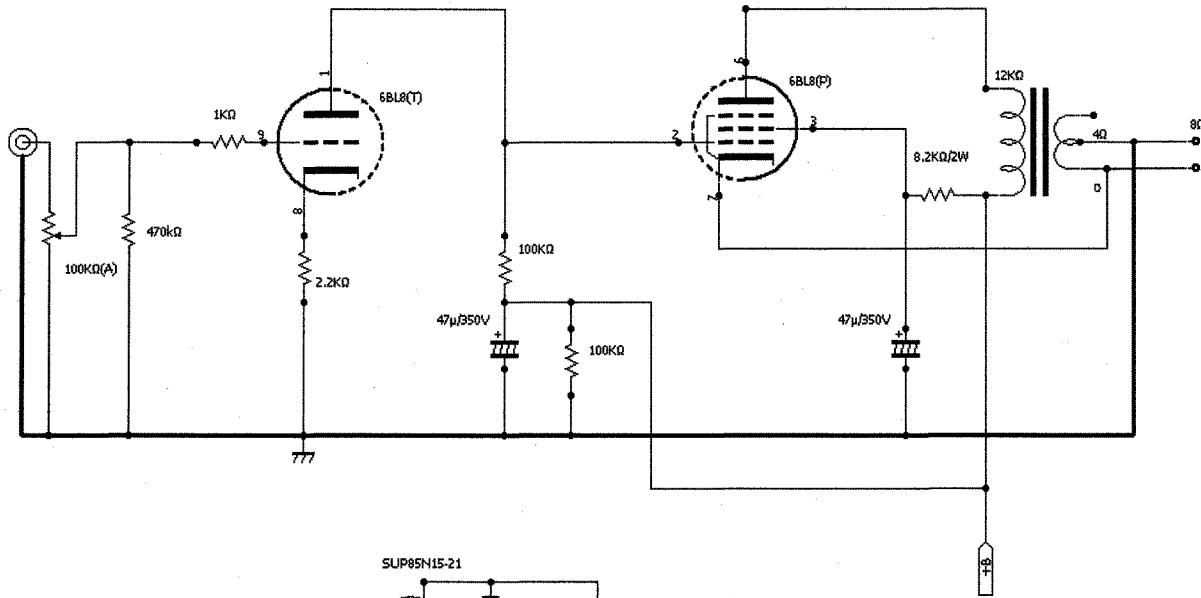 6
12KΩ
1
6BL8(T)
6BL8(P)
1KΩ
9
2
3
8Ω
4Ω
8.2KΩ/2W
7
0
8
470kΩ
100KΩ(A)
2.2KΩ
100KΩ
47µ/350V
+
100KΩ
47µ/350V
+
+B
SUP85N15-21